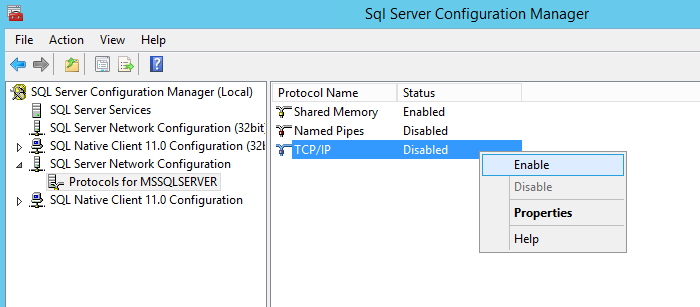 Sql Server Configuration Manager
File Action View Help
SQL Server Configuration Manager (Local)
SQL Server Services
SQL Server Network Configuration (32bit
SQL Native Client 11.0 Configuration (32
SQL Server Network Configuration
Protocols for MSSQLSERVER
SQL Native Client 11.0 Configuration
Protocol Name Status
Shared Memory Enabled
Named Pipes Disabled
TCP/IP Disabled
Enable
Disable
Properties
Help